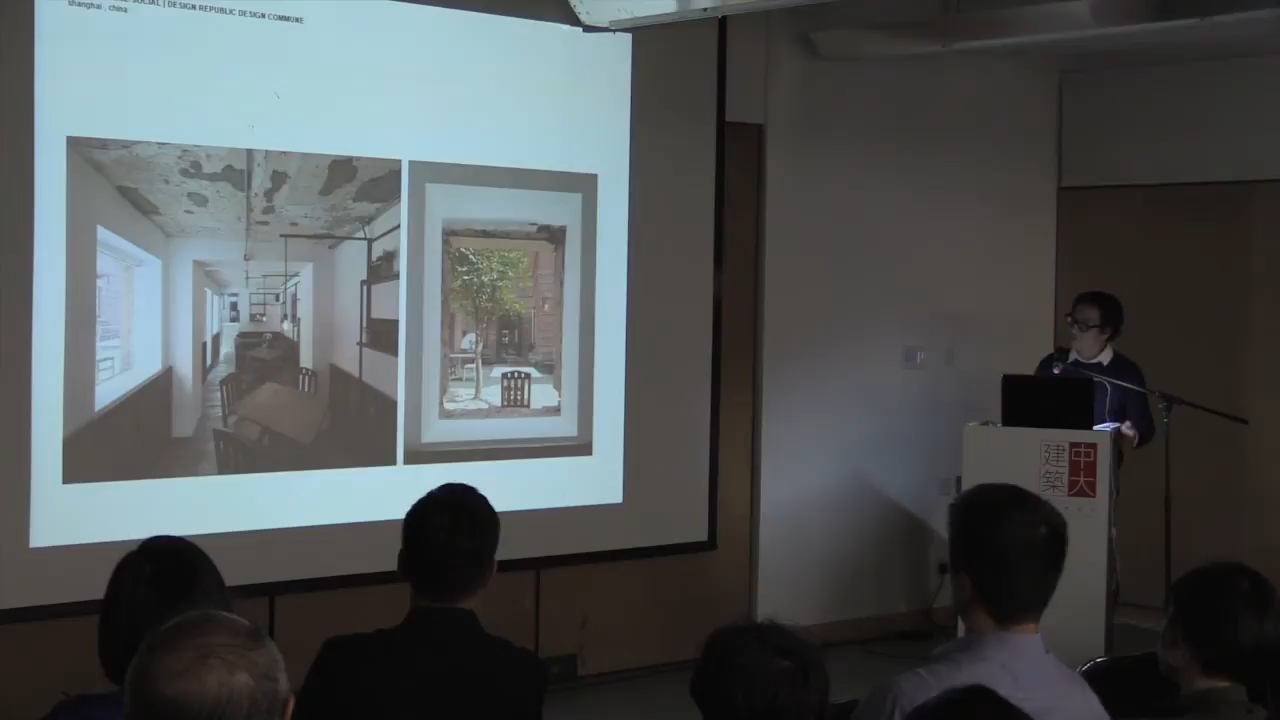 SOCIAL | DESIGN REPUBLIC DESIGN COMMUNE
shanghai , china
建 中
築 大